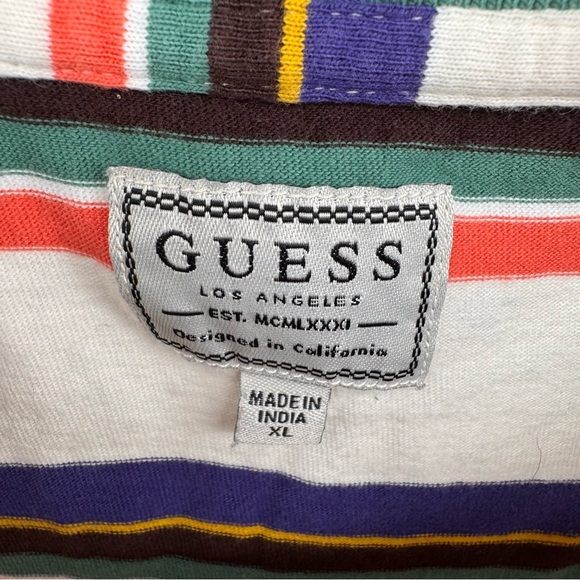 GUESS
LOS ANGELES
EST. MCMLXXXI
Designed in California
MADE IN
INDIA
XL